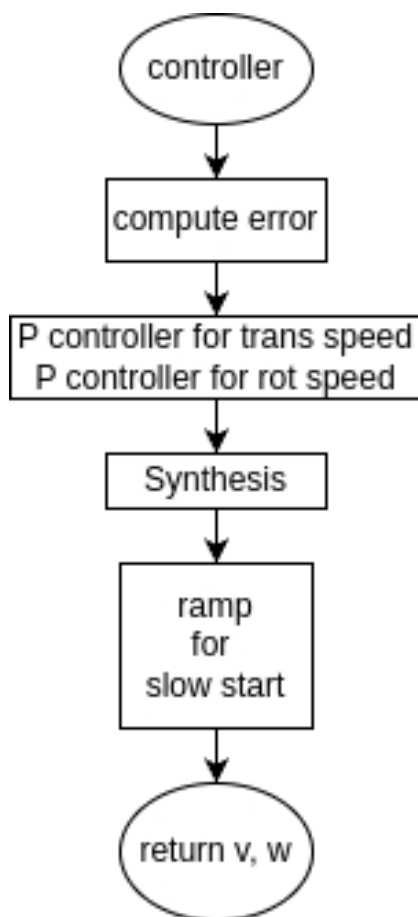 controller
compute error
P controller for trans speed
P controller for rot speed
Synthesis
ramp
for
slow start
return v, w